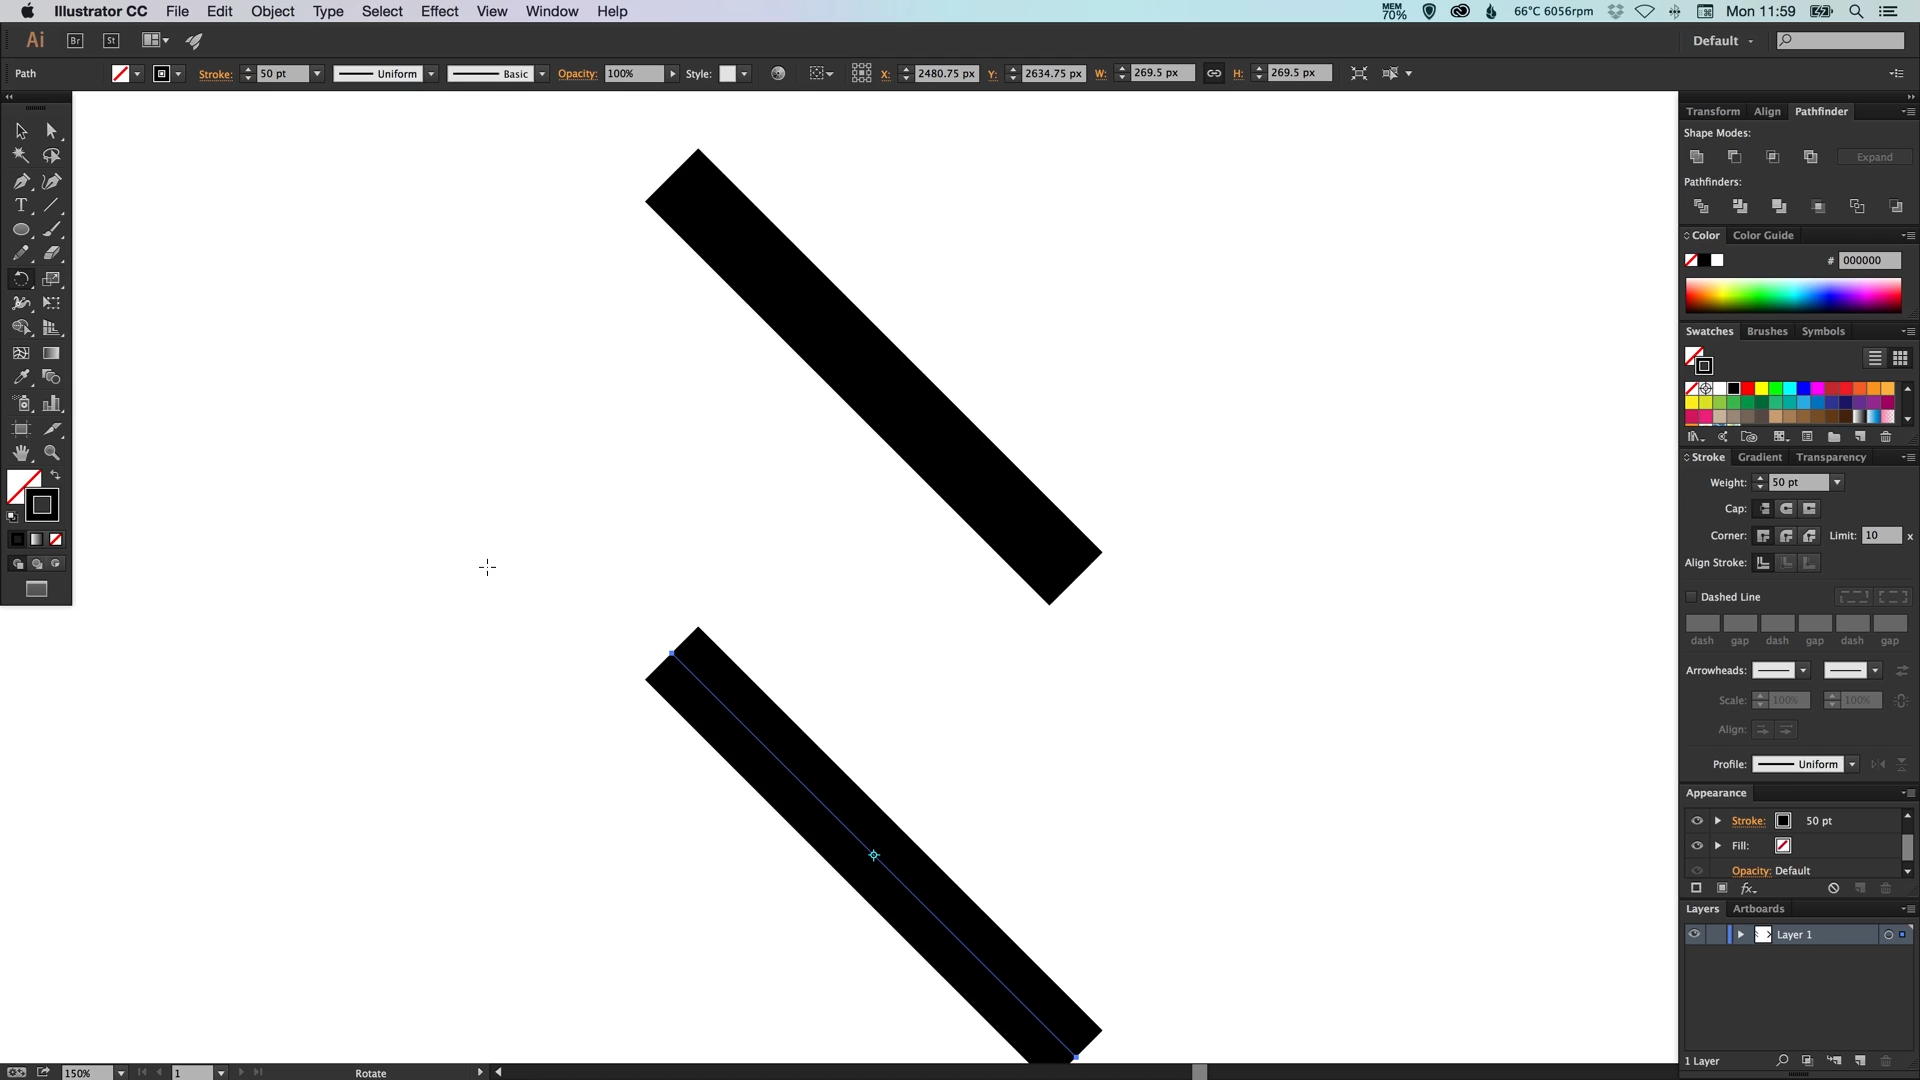 Illustrator CC File Edit Object Type Select Effect View Window Help MEM 70% 66°C 6056rpm Mon 11:59
Ai Br St Default
Path Stroke: 50 pt Uniform Basic Opacity: 100% Style: X: 2480.75 px Y: 2634.75 px W: 269.5 px H: 269.5 px
Transform Align Pathfinder
Shape Modes:
Expand
Pathfinders:
Color Color Guide
# 000000
Swatches Brushes Symbols
Stroke Gradient Transparency
Weight: 50 pt
Cap:
Corner: Limit: 10 x
Align Stroke:
Dashed Line
dash gap dash gap dash gap
Arrowheads:
Scale: 100% 100%
Align:
Profile: Uniform
Appearance
Stroke: 50 pt
Fill:
Opacity: Default
fx
Layers Artboards
Layer 1
1 Layer
150% 1 Rotate